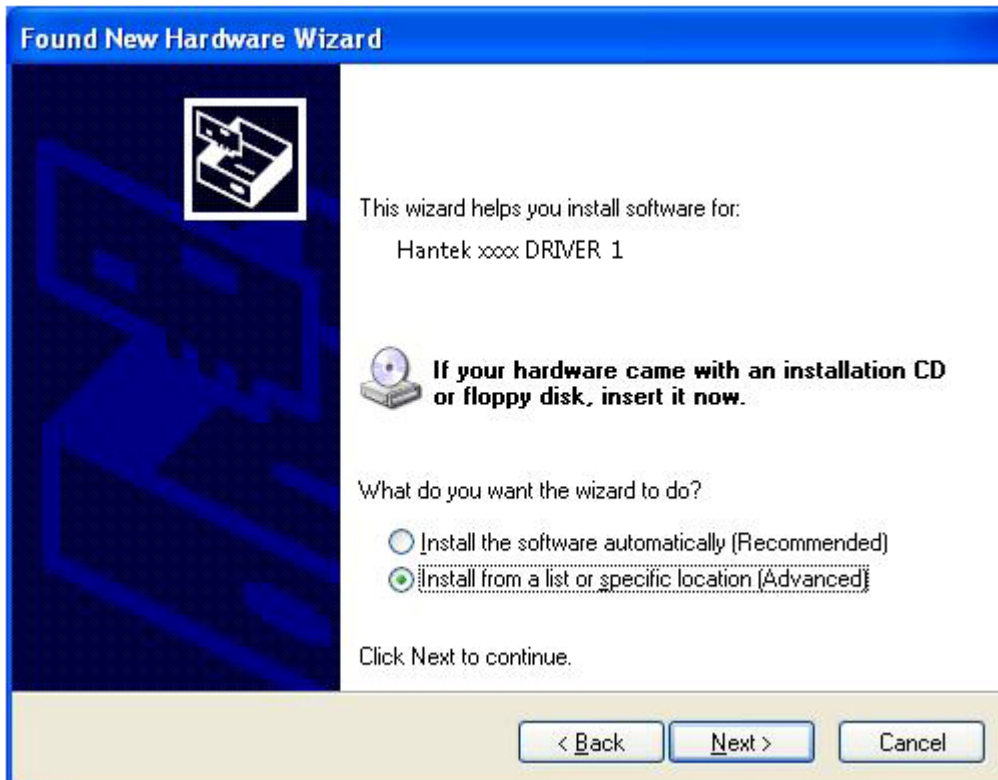 Found New Hardware Wizard
This wizard helps you install software for:
Hantek xxxx DRIVER 1
If your hardware came with an installation CD
or floppy disk, insert it now.
What do you want the wizard to do?
Install the software automatically (Recommended)
Install from a list or specific location (Advanced)
Click Next to continue.
< Back Next > Cancel